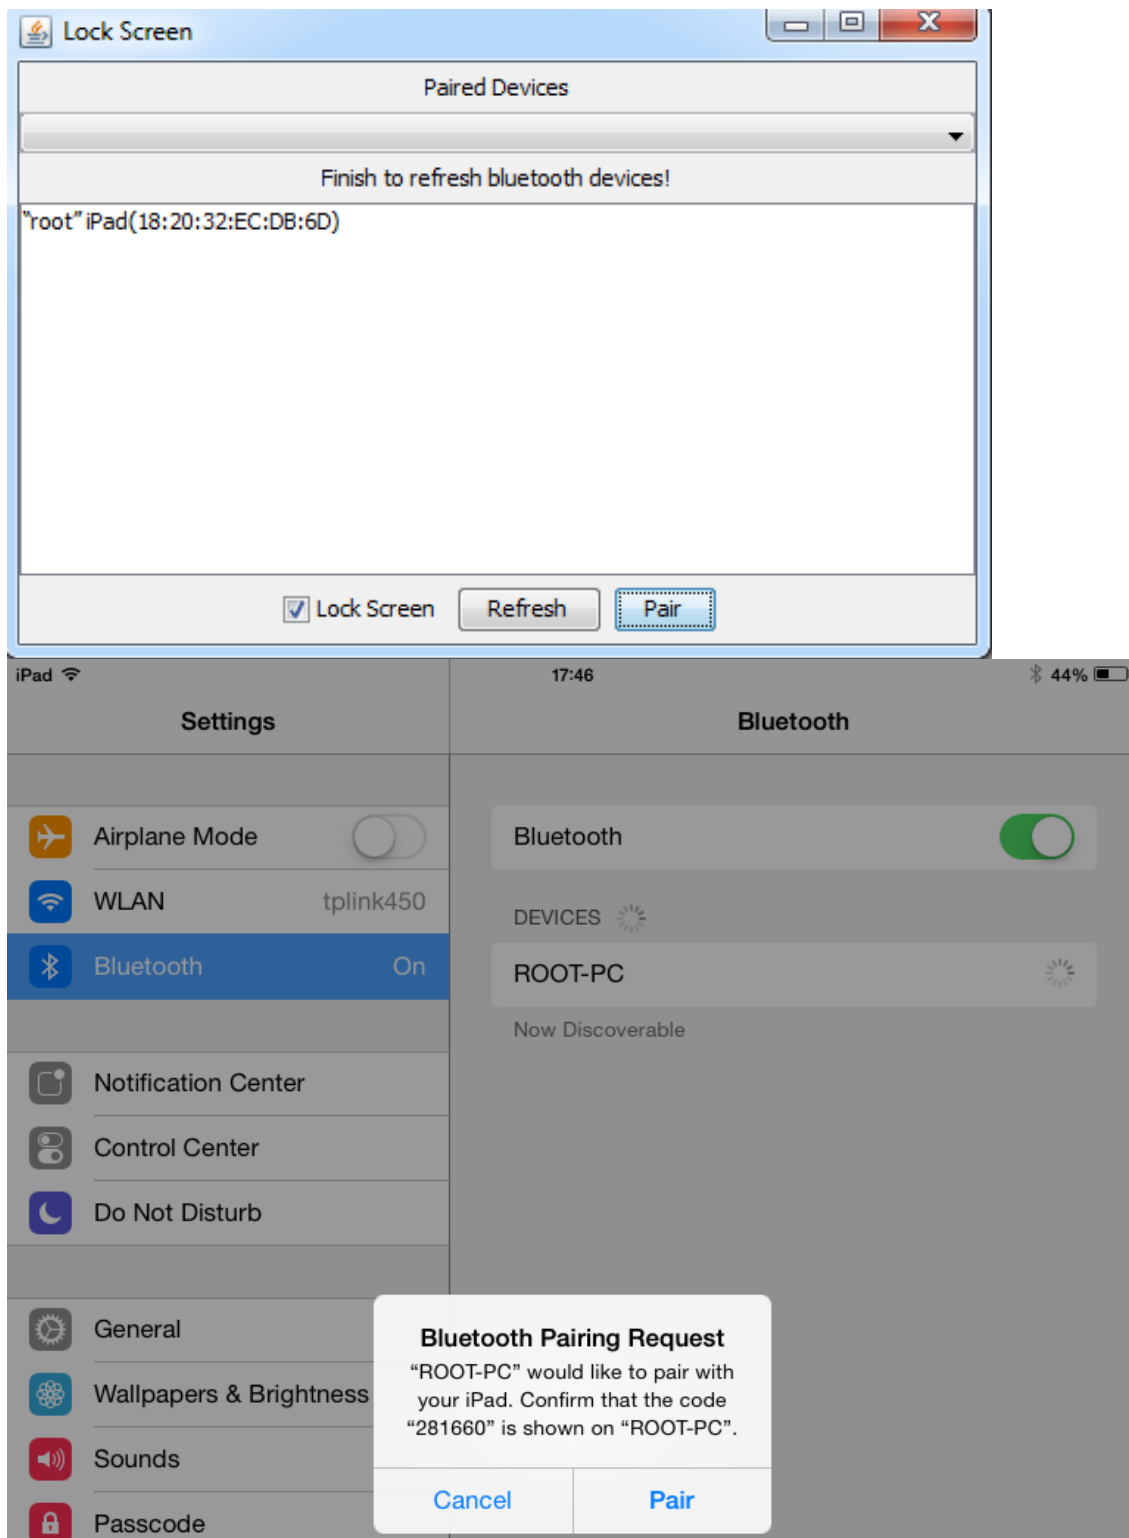 Lock Screen
Paired Devices
Finish to refresh bluetooth devices!
“root” iPad(18:20:32:EC:DB:6D)
Lock Screen Refresh Pair
iPad 17:46 44%
Settings Bluetooth
Airplane Mode Bluetooth
WLAN tplink450
DEVICES
Bluetooth On ROOT-PC
Now Discoverable
Notification Center
Control Center
Do Not Disturb
General
Wallpapers & Brightness
Sounds
Passcode
Bluetooth Pairing Request
“ROOT-PC” would like to pair with
your iPad. Confirm that the code
“281660” is shown on “ROOT-PC”.
Cancel Pair